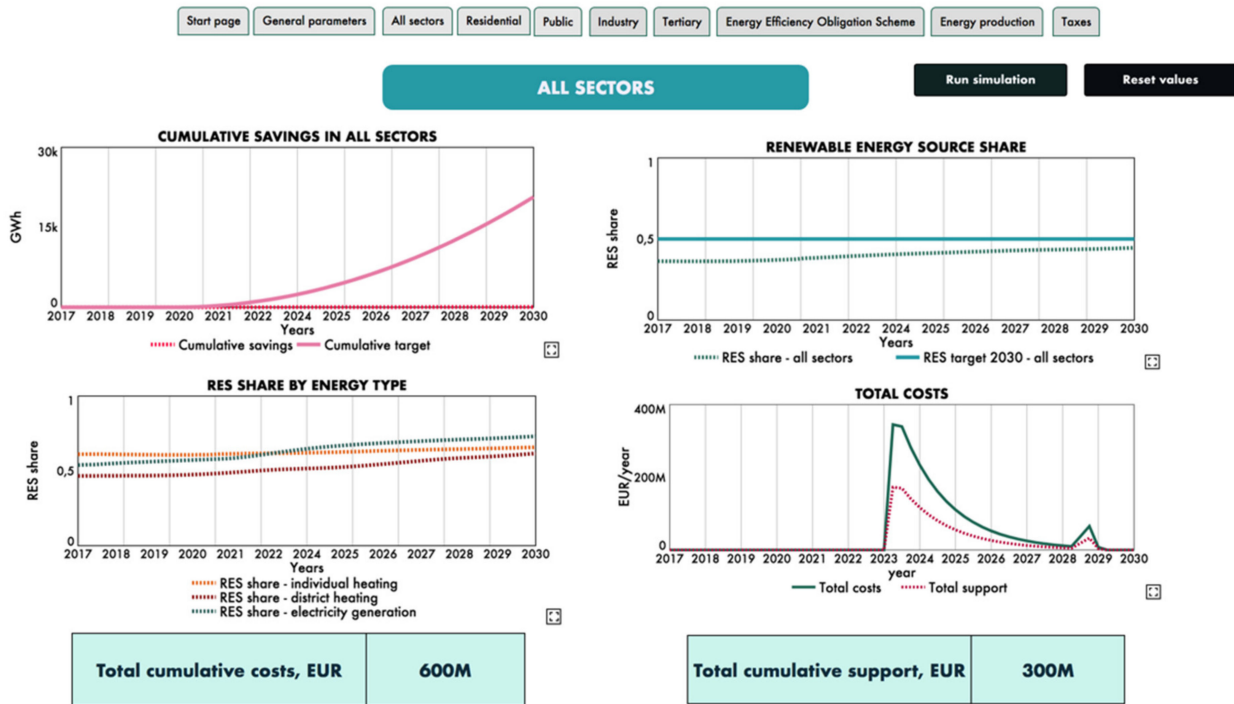 Start page General parameters All sectors Residential Public Industry Tertiary Energy Efficiency Obligation Scheme Energy production Taxes
ALL SECTORS
Run simulation
Reset values
CUMULATIVE SAVINGS IN ALL SECTORS
30k
15k
0
GWh
2017 2018 2019 2020 2021 2022 2024 2025 2026 2027 2028 2029 2030
Years
Cumulative savings Cumulative target
RENEWABLE ENERGY SOURCE SHARE
1
0,5
0
RES share
2017 2018 2019 2020 2021 2022 2024 2025 2026 2027 2028 2029 2030
Years
RES share - all sectors RES target 2030 - all sectors
RES SHARE BY ENERGY TYPE
1
0,5
0
RES share
2017 2018 2019 2020 2021 2022 2024 2025 2026 2027 2028 2029 2030
Years
RES share - individual heating
RES share - district heating
RES share - electricity generation
TOTAL COSTS
400M
200M
0
EUR/year
2017 2018 2019 2020 2021 2022 2023 2024 2025 2026 2027 2028 2029 2030
year
Total costs Total support
Total cumulative costs, EUR 600M
Total cumulative support, EUR 300M